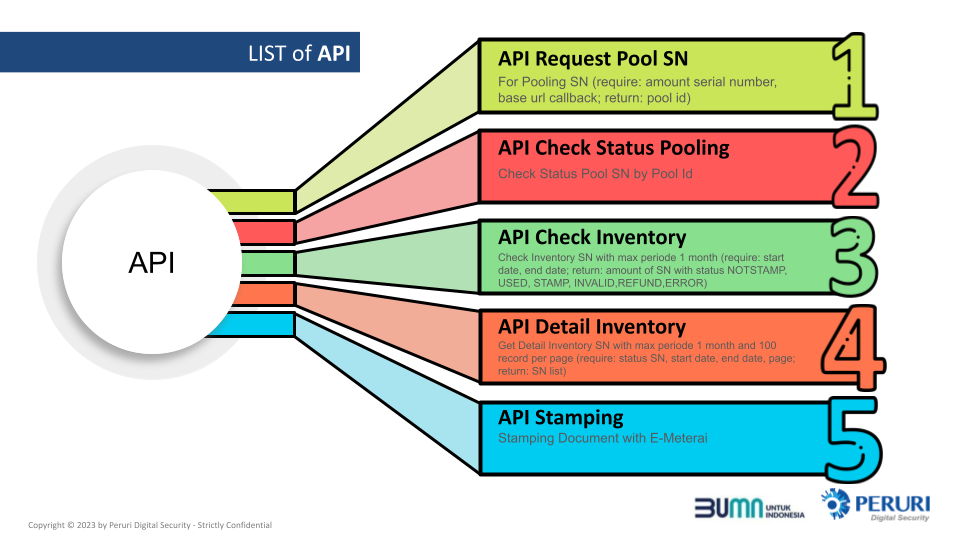 LIST of API
API
API Request Pool SN
For Pooling SN (require: amount serial number,
base url callback; return: pool id)
1
API Check Status Pooling
Check Status Pool SN by Pool Id
2
API Check Inventory
Check Inventory SN with max periode 1 month (require: start
date, end date; return: amount of SN with status NOTSTAMP,
USED, STAMP, INVALID,REFUND,ERROR)
3
API Detail Inventory
Get Detail Inventory SN with max periode 1 month and 100
record per page (require: status SN, start date, end date, page;
return: SN list)
4
API Stamping
Stamping Document with E-Meterai
5
BUMN UNTUK
INDONESIA
PERURI
Digital Security
Copyright © 2023 by Peruri Digital Security - Strictly Confidential